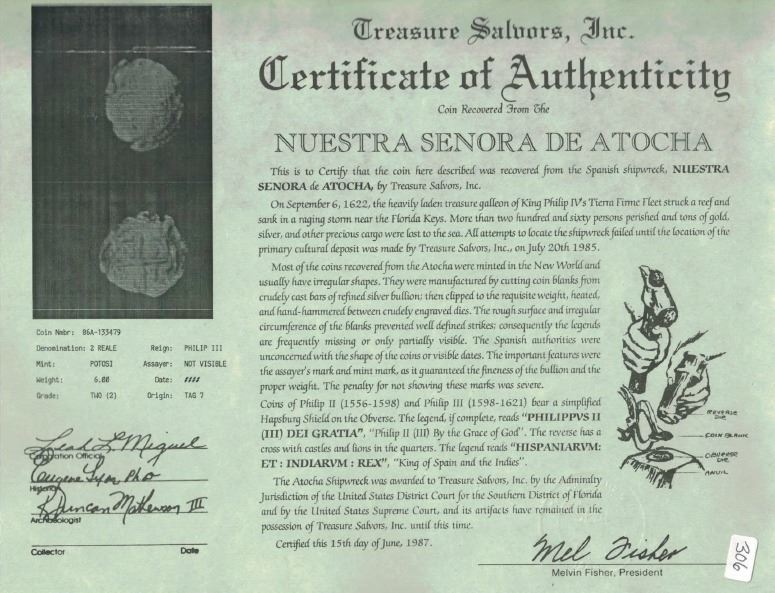 Treasure Salvors, Inc.
Certificate of Authenticity
Coin Recovered From The
NUESTRA SENORA DE ATOCHA
This is to Certify that the coin here described was recovered from the Spanish shipwreck, NUESTRA
SENORA de ATOCHA, by Treasure Salvors, Inc.
On September 6, 1622, the heavily laden treasure galleon of King Philip IV's Tierra Firme Fleet struck a reef and
sank in a raging storm near the Florida Keys. More than two hundred and sixty persons perished and tons of gold,
silver, and other precious cargo were lost to the sea. All attempts to locate the shipwreck failed until the location of the
primary cultural deposit was made by Treasure Salvors, Inc., on July 20th 1985.
Most of the coins recovered from the Atocha were minted in the New World and
usually have irregular shapes. They were manufactured by cutting coin blanks from
crudely cast bars of refined silver bullion; then clipped to the requisite weight, heated,
and hand-hammered between crudely engraved dies. The rough surface and irregular
circumference of the blanks prevented well defined strikes; consequently the legends
are frequently missing or only partially visible. The Spanish authorities were
unconcerned with the shape of the coins or visible dates. The important features were
the assayer's mark and mint mark, as it guaranteed the fineness of the bullion and the
proper weight. The penalty for not showing these marks was severe.
Coins of Philip II (1556-1598) and Philip III (1598-1621) bear a simplified
Hapsburg Shield on the Obverse. The legend, if complete, reads "PHILIPPVS II
(III) DEI GRATIA", "Philip II (III) By the Grace of God". The reverse has a
cross with castles and lions in the quarters. The legend reads "HISPANIARVM:
ET : INDIARVM : REX", "King of Spain and the Indies".
The Atocha Shipwreck was awarded to Treasure Salvors, Inc. by the Admiralty
Jurisdiction of the United States District Court for the Southern District of Florida
and by the United States Supreme Court, and its artifacts have remained in the
possession of Treasure Salvors, Inc. until this time.
Certified this 15th day of June, 1987.
REVERSE
DIE
COIN BLANK
OBVERSE
DIE
ANVIL
Mel Fisher
Melvin Fisher, President
306
Coin Nmbr: 86A-133479
Denomination: 2 REALE Reign: PHILIP III
Mint: POTOSI Assayer: NOT VISIBLE
Weight: 6.00 Date: ####
Grade: TWO (2) Origin: TAG 7
Leah L Miguel
Corporation Official
Eugene Lyon PhD
Historian
R Duncan Mathewson III
Archaeologist
Collector Date